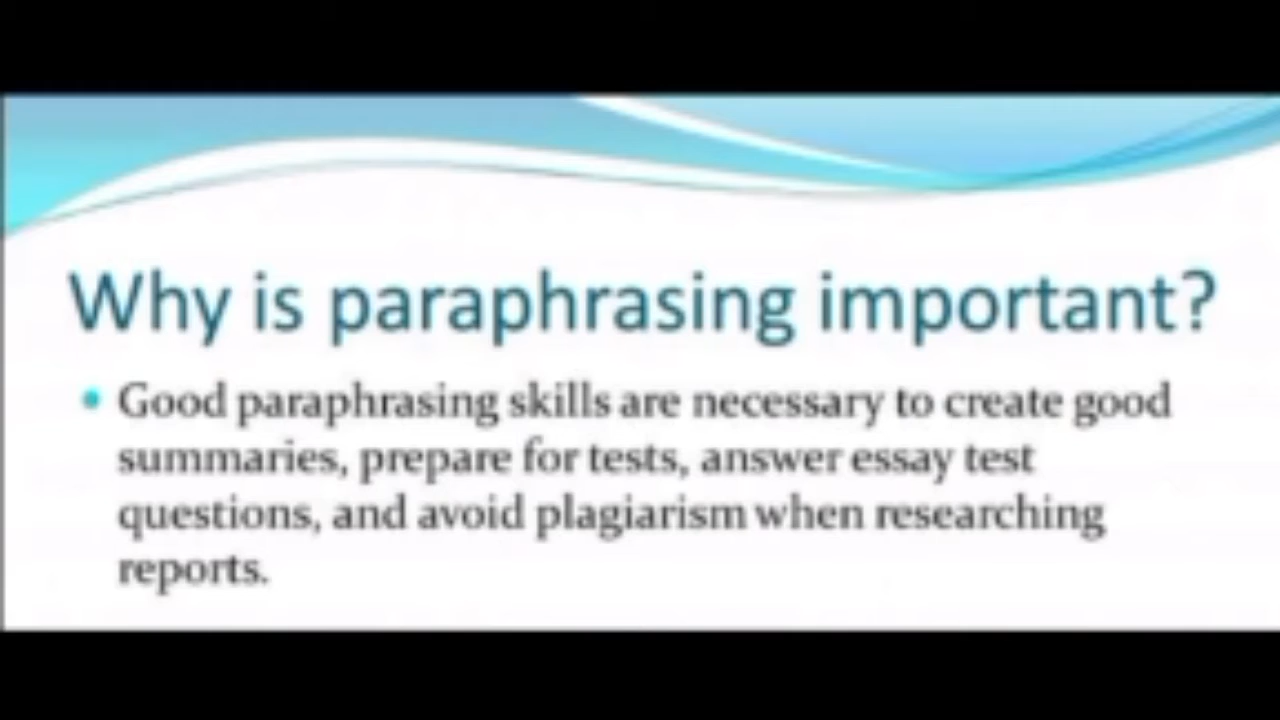 Why is paraphrasing important?
• Good paraphrasing skills are necessary to create good
summaries, prepare for tests, answer essay test
questions, and avoid plagiarism when researching
reports.